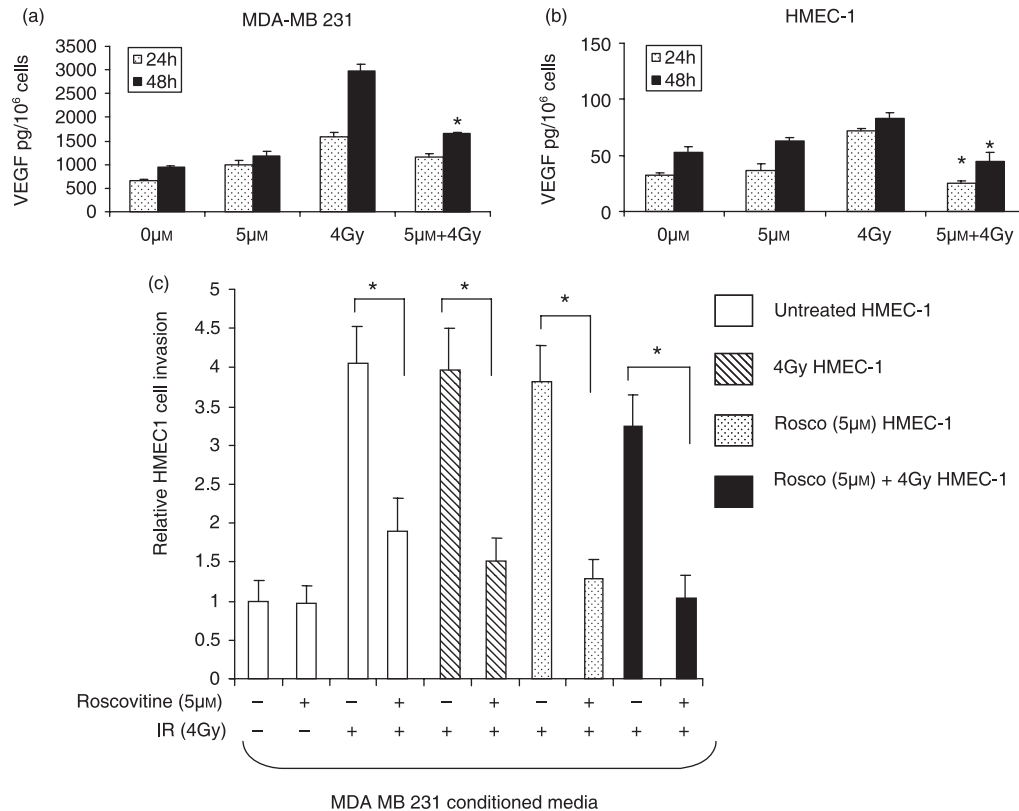 (a)
MDA-MB 231
VEGF pg/10⁶ cells
3500
3000
2500
2000
1500
1000
500
0
24h
48h
*
0µM
5µM
4Gy
5µM+4Gy
(b)
HMEC-1
VEGF pg/10⁶ cells
150
100
50
0
24h
48h
*
*
0µM
5µM
4Gy
5µM+4Gy
(c)
Relative HMEC1 cell invasion
5
4.5
4
3.5
3
2.5
2
1.5
1
0.5
0
*
*
*
*
Untreated HMEC-1
4Gy HMEC-1
Rosco (5µM) HMEC-1
Rosco (5µM) + 4Gy HMEC-1
Roscovitine (5µM) − + − + − + − + − +
IR (4Gy) − − + + + + + + + +
MDA MB 231 conditioned media